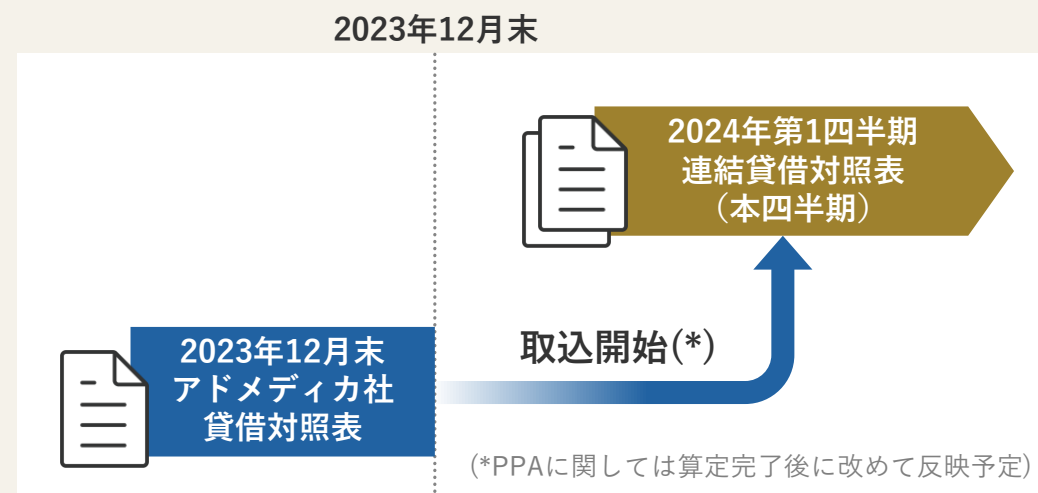 2023年12月末
2024年第1四半期
連結貸借対照表
（本四半期）
2023年12月末
アドメディカ社
貸借対照表
取込開始(*)
(*PPAに関しては算定完了後に改めて反映予定)